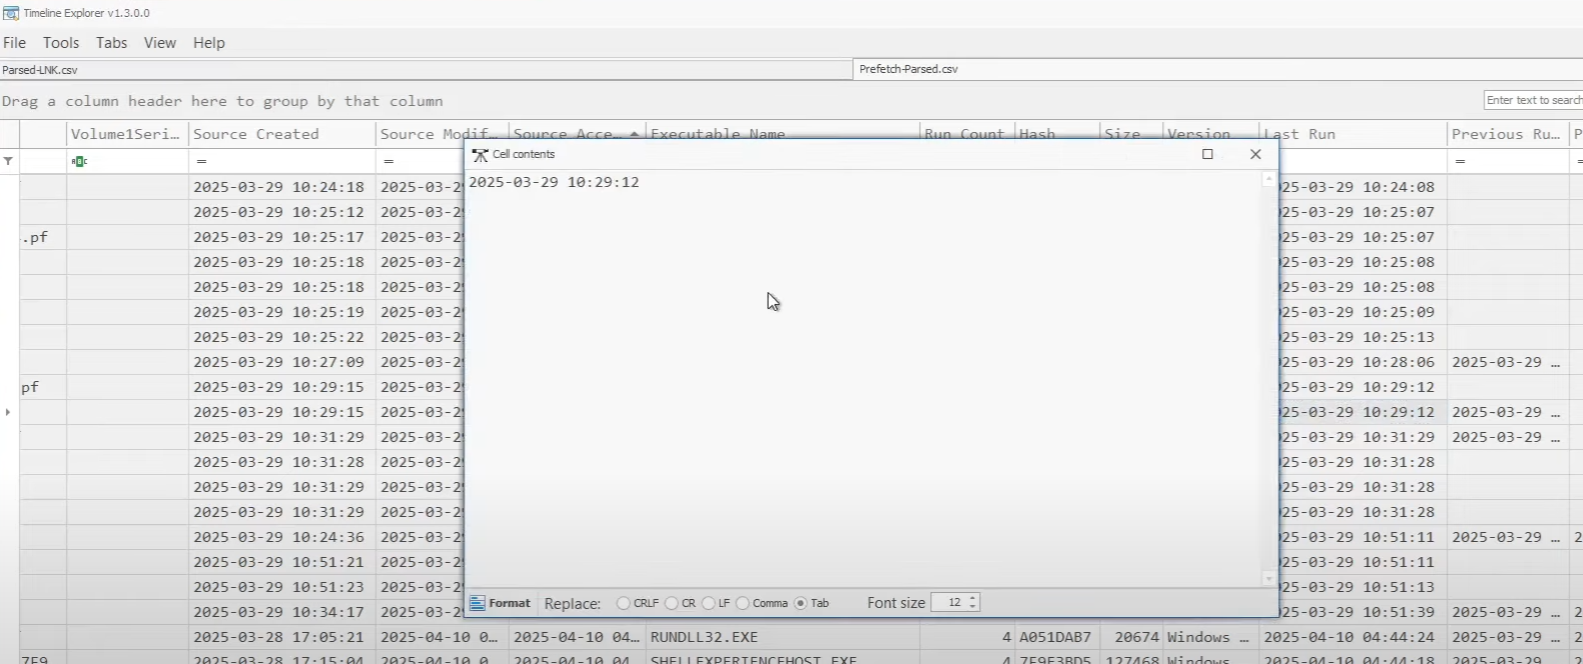 Timeline Explorer v1.3.0.0
File Tools Tabs View Help
Parsed-LNK.csv Prefetch-Parsed.csv
Drag a column header here to group by that column Enter text to search
Volume1Seri… Source Created Source Modif… Source Acce… Executable Name Run Count Hash Size Version Last Run Previous Ru… P
= = = =
Cell contents
2025-03-29 10:29:12
2025-03-29 10:24:18 2025-03-29 25-03-29 10:24:08
2025-03-29 10:25:12 2025-03-29 25-03-29 10:25:07
.pf 2025-03-29 10:25:17 2025-03-29 25-03-29 10:25:07
2025-03-29 10:25:18 2025-03-29 25-03-29 10:25:08
2025-03-29 10:25:18 2025-03-29 25-03-29 10:25:08
2025-03-29 10:25:19 2025-03-29 25-03-29 10:25:09
2025-03-29 10:25:22 2025-03-29 25-03-29 10:25:13
2025-03-29 10:27:09 2025-03-29 25-03-29 10:28:06 2025-03-29 …
pf 2025-03-29 10:29:15 2025-03-29 25-03-29 10:29:12
2025-03-29 10:29:15 2025-03-29 25-03-29 10:29:12 2025-03-29 …
2025-03-29 10:31:29 2025-03-29 25-03-29 10:31:29 2025-03-29 …
2025-03-29 10:31:28 2025-03-29 25-03-29 10:31:28
2025-03-29 10:31:29 2025-03-29 25-03-29 10:31:28
2025-03-29 10:31:29 2025-03-29 25-03-29 10:31:28
2025-03-29 10:24:36 2025-03-29 25-03-29 10:51:11 2025-03-29 … 2
2025-03-29 10:51:21 2025-03-29 25-03-29 10:51:11
2025-03-29 10:51:23 2025-03-29 25-03-29 10:51:13
2025-03-29 10:34:17 2025-03-29 25-03-29 10:51:39 2025-03-29 … 2
Format Replace: CRLF CR LF Comma Tab Font size 12
2025-03-28 17:05:21 2025-04-10 0… 2025-04-10 04… RUNDLL32.EXE 4 A051DAB7 20674 Windows … 2025-04-10 04:44:24 2025-03-29 … 2
7F9 2025-03-28 17:15:04 2025-04-10 0 2025-04-10 04 SHELLEXPERIENCEHOST.EXE 4 127468 Windows 2025-04-10 04:44:18 2025-03-29 2